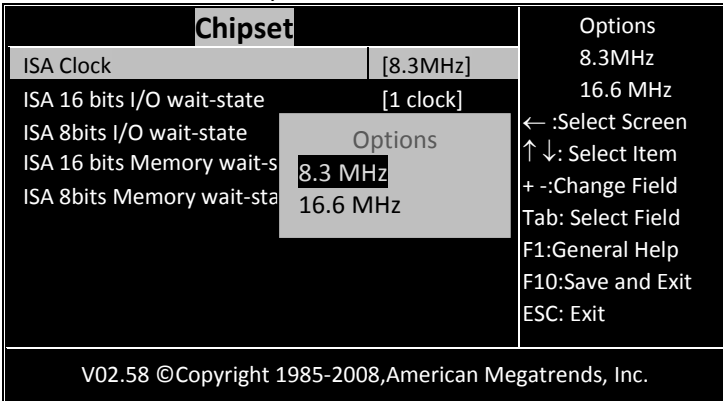 Chipset
ISA Clock [8.3MHz]
ISA 16 bits I/O wait-state [1 clock]
ISA 8bits I/O wait-state
ISA 16 bits Memory wait-s
ISA 8bits Memory wait-sta
Options
8.3 MHz
16.6 MHz
Options
8.3MHz
16.6 MHz
← :Select Screen
↑↓: Select Item
+ -:Change Field
Tab: Select Field
F1:General Help
F10:Save and Exit
ESC: Exit
V02.58 ©Copyright 1985-2008,American Megatrends, Inc.